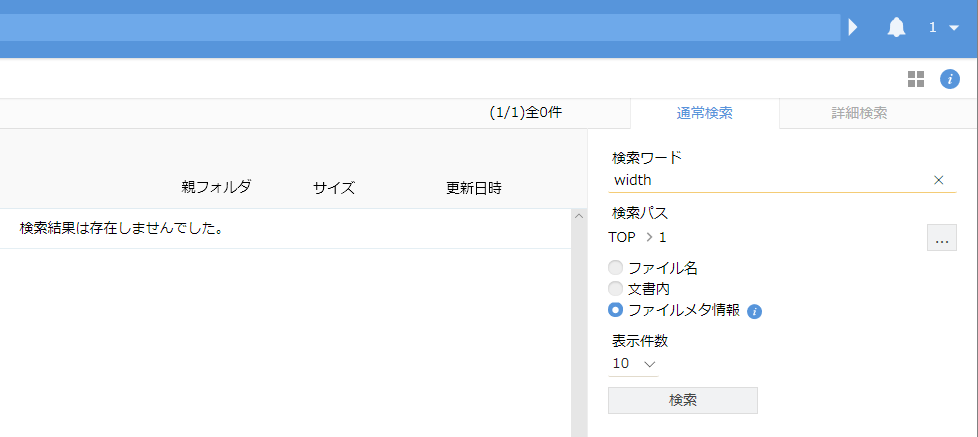 1
(1/1)全0件
通常検索
詳細検索
親フォルダ
サイズ
更新日時
検索結果は存在しませんでした。
検索ワード
width
検索パス
TOP > 1
...
ファイル名
文書内
ファイルメタ情報
表示件数
10
検索